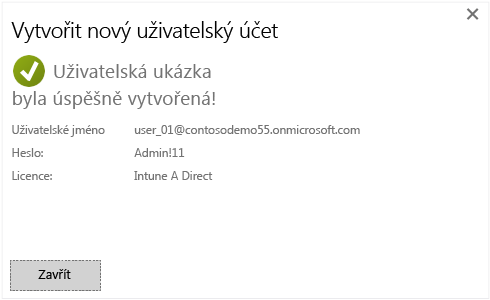 Vytvořit nový uživatelský účet
Uživatelská ukázka
byla úspěšně vytvořená!
Uživatelské jméno user_01@contosodemo55.onmicrosoft.com
Heslo: Admin!11
Licence: Intune A Direct
Zavřít